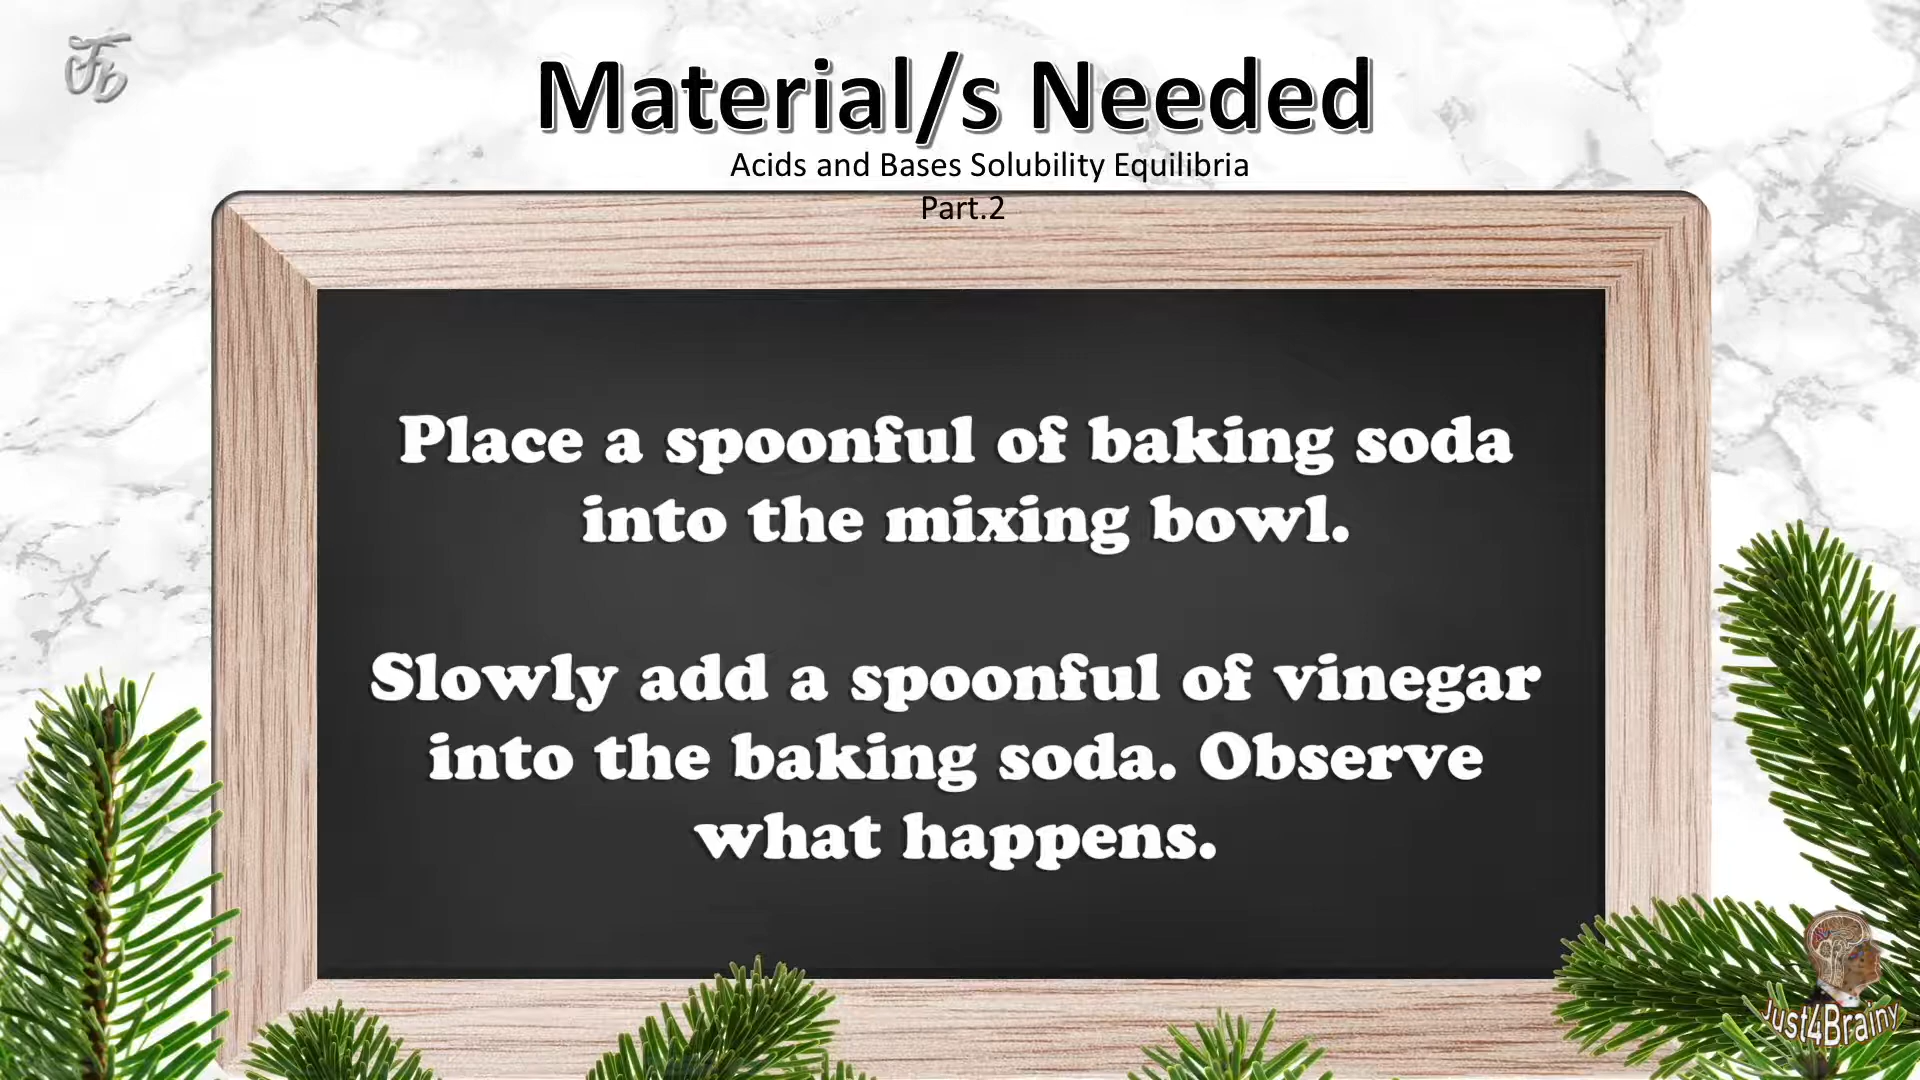 Material/s Needed
Acids and Bases Solubility Equilibria
Part.2
Place a spoonful of baking soda
into the mixing bowl.
Slowly add a spoonful of vinegar
into the baking soda. Observe
what happens.
Just4Brainy